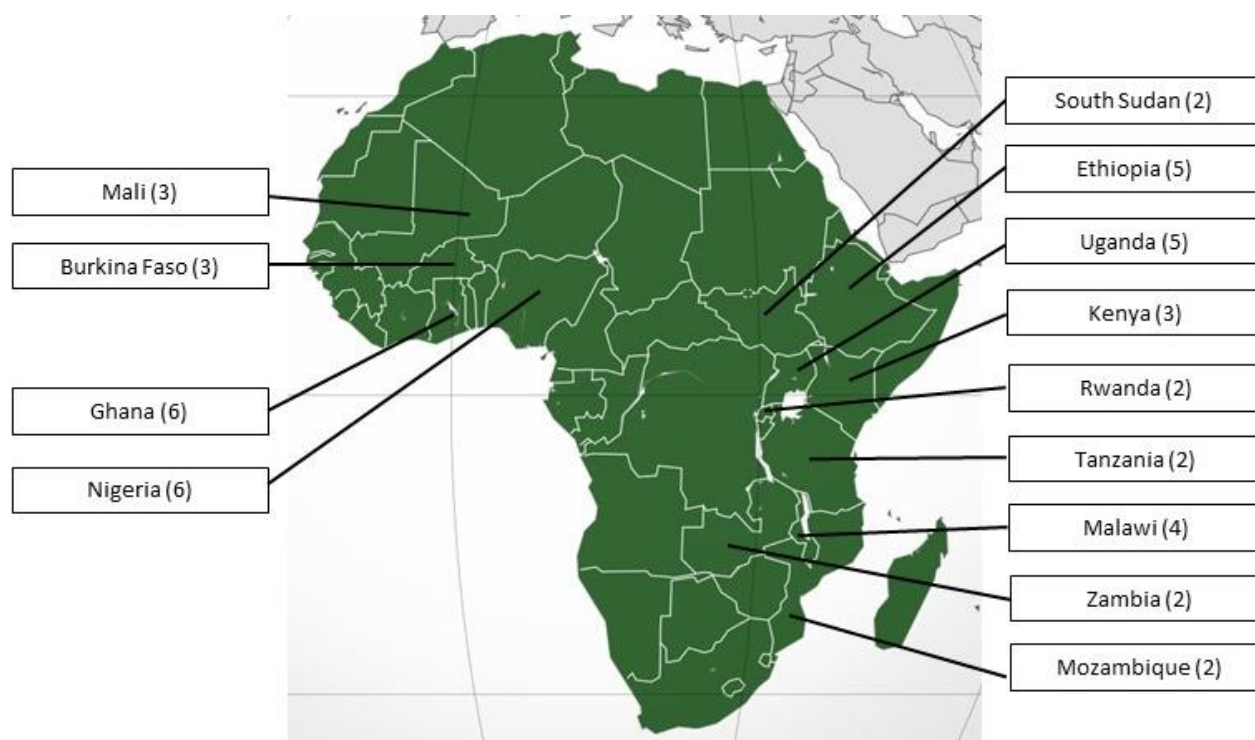 Mali (3)
Burkina Faso (3)
Ghana (6)
Nigeria (6)
South Sudan (2)
Ethiopia (5)
Uganda (5)
Kenya (3)
Rwanda (2)
Tanzania (2)
Malawi (4)
Zambia (2)
Mozambique (2)